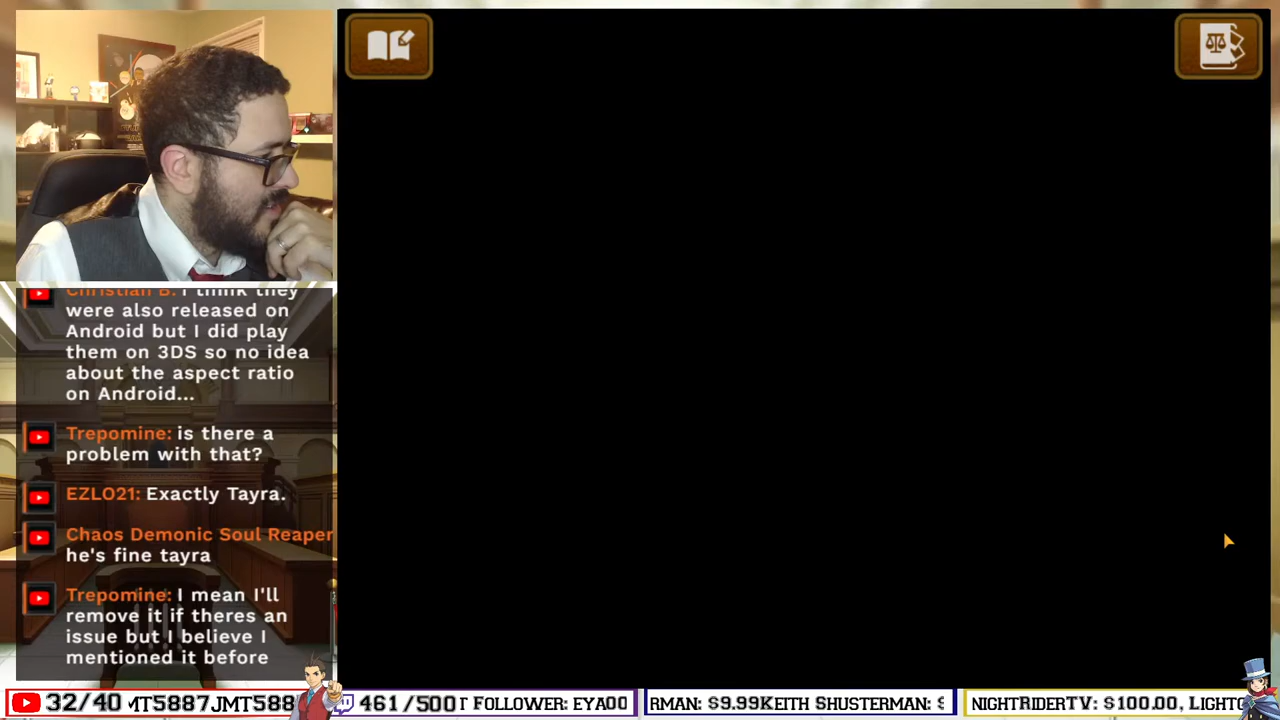 Christian B: I think they
were also released on
Android but I did play
them on 3DS so no idea
about the aspect ratio
on Android...
Trepomine: is there a
problem with that?
EZLO21: Exactly Tayra.
Chaos Demonic Soul Reaper
he's fine tayra
Trepomine: I mean I'll
remove it if theres an
issue but I believe I
mentioned it before
32/40 MT5887JMT588
461/500 T FOLLOWER: EYA00
RMAN: $9.99KEITH SHUSTERMAN: $
NIGHTRIDERTV: $100.00, LIGHT